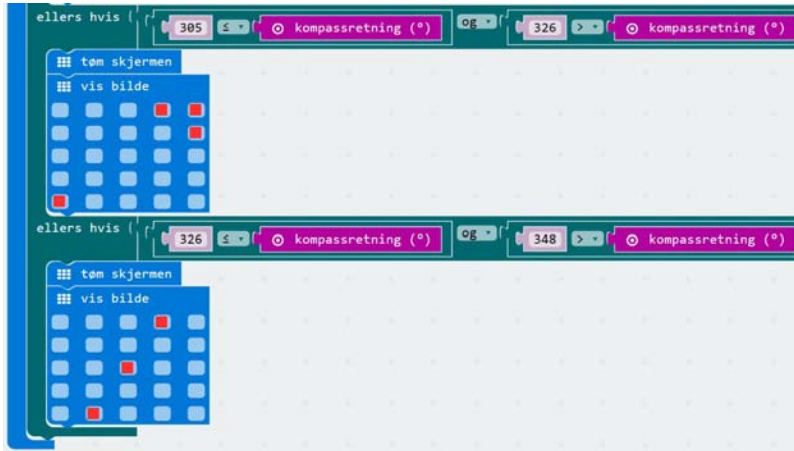 ellers hvis 305 ≤ kompassretning (°) og 326 > kompassretning (°)
tøm skjermen
vis bilde
ellers hvis 326 ≤ kompassretning (°) og 348 > kompassretning (°)
tøm skjermen
vis bilde